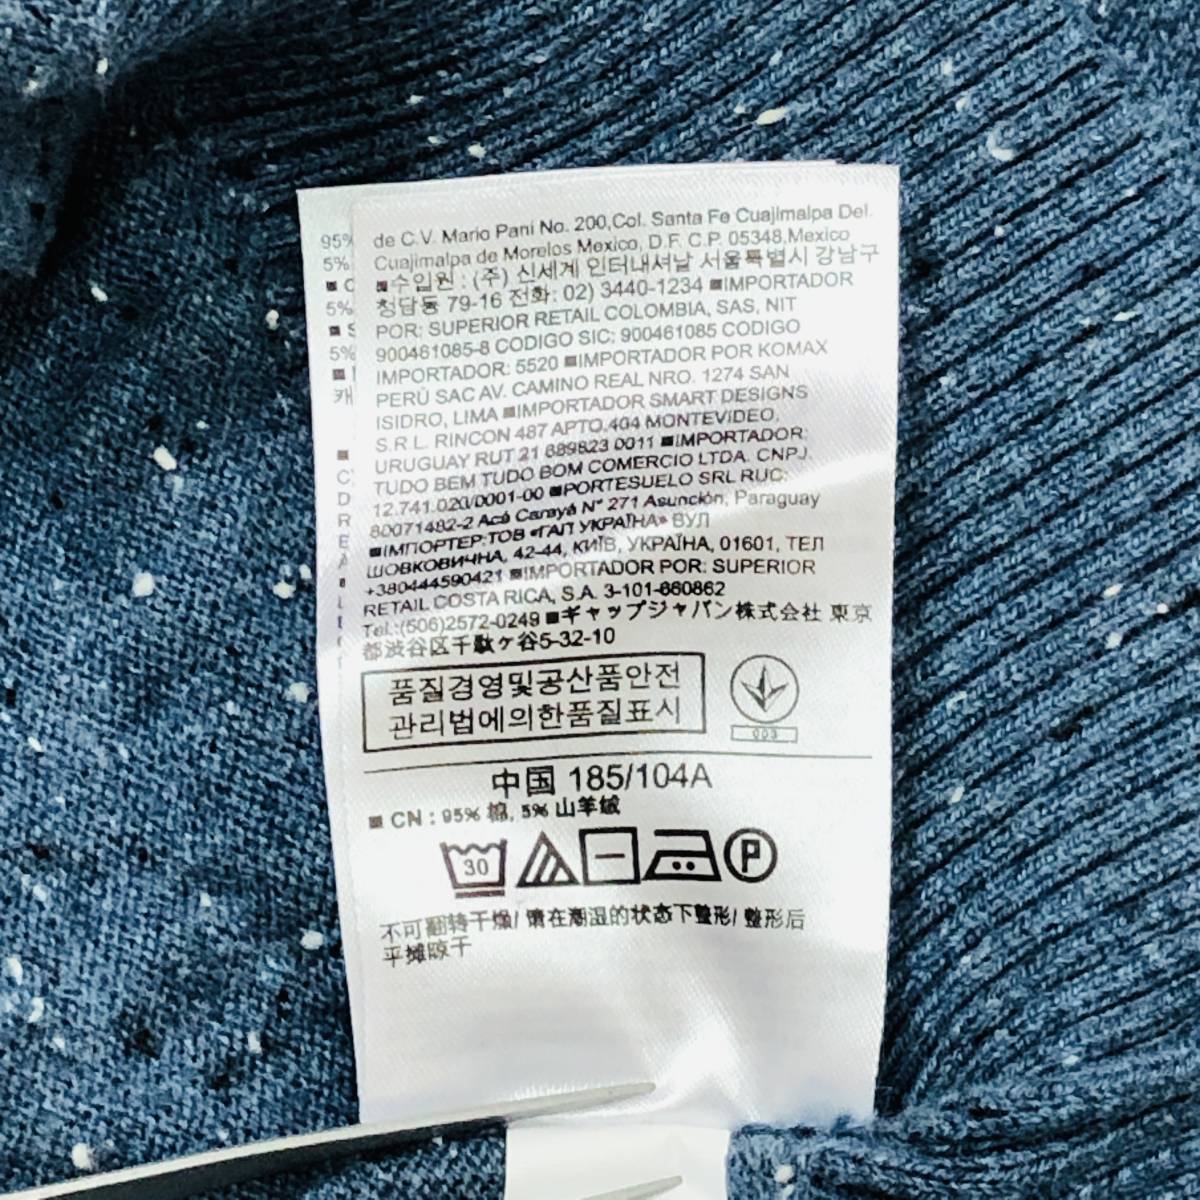 de C.V. Mario Pani No. 200,Col. Santa Fe Cuajimalpa Del.
Cuajimalpa de Morelos Mexico, D.F. C.P. 05348,Mexico
■수입원 : (주) 신세계 인터내셔날 서울특별시 강남구
청담동 79-16 전화: 02) 3440-1234 ■IMPORTADOR
POR: SUPERIOR RETAIL COLOMBIA, SAS, NIT
900461085-8 CODIGO SIC: 900461085 CODIGO
IMPORTADOR: 5520 ■IMPORTADOR POR KOMAX
PERÚ SAC AV. CAMINO REAL NRO. 1274 SAN
ISIDRO, LIMA ■IMPORTADOR SMART DESIGNS
S.R.L. RINCON 487 APTO.404 MONTEVIDEO,
URUGUAY RUT 21 689823 0011 ■IMPORTADOR:
TUDO BEM TUDO BOM COMERCIO LTDA. CNPJ.
12.741.020/0001-00 ■PORTESUELO SRL RUC:
80071482-2 Acá Carayá N° 271 Asunción, Paraguay
■ІМПОРТЕР:ТОВ «ГАП УКРАЇНА» ВУЛ
ШОВКОВИЧНА, 42-44, КИЇВ, УКРАЇНА, 01601, ТЕЛ
+380444590421 ■IMPORTADOR POR: SUPERIOR
RETAIL COSTA RICA, S.A. 3-101-660862
Tel.:(506)2572-0249 ■ギャップジャパン株式会社 東京
都渋谷区千駄ヶ谷5-32-10
품질경영및공산품안전
관리법에의한품질표시
003
中国 185/104A
■ CN : 95% 棉, 5% 山羊绒
30
P
不可翻转干燥/ 请在潮湿的状态下整形/ 整形后
平摊晾干
95%
5%
■ C
5%
■ S
5%